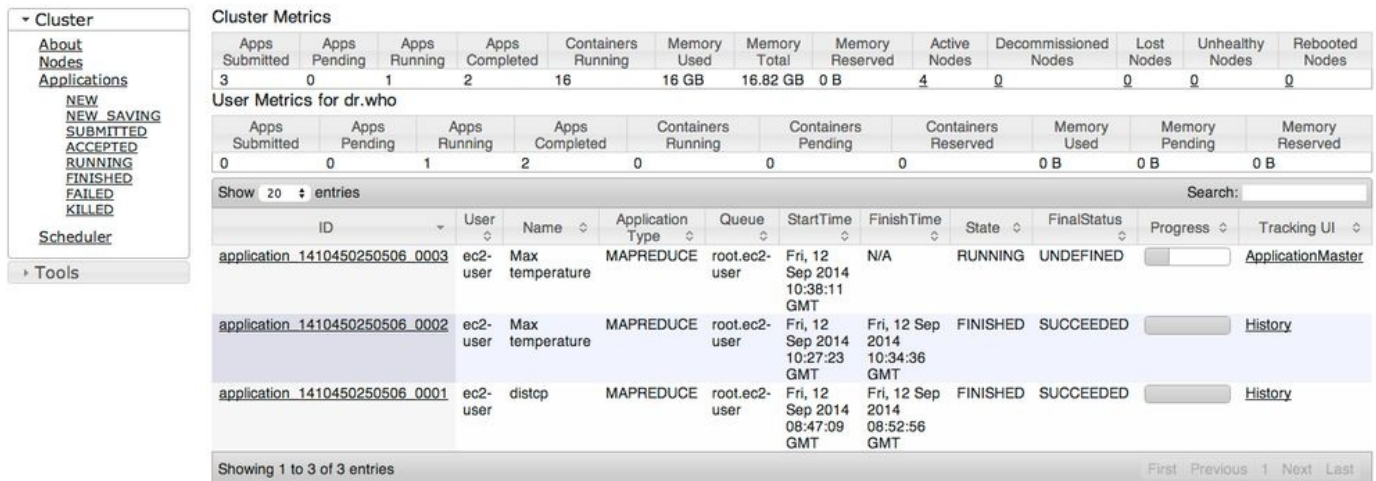 Cluster
About
Nodes
Applications
NEW
NEW_SAVING
SUBMITTED
ACCEPTED
RUNNING
FINISHED
FAILED
KILLED
Scheduler
Tools
Cluster Metrics
Apps Submitted Apps Pending Apps Running Apps Completed Containers Running Memory Used Memory Total Memory Reserved Active Nodes Decommissioned Nodes Lost Nodes Unhealthy Nodes Rebooted Nodes
3 0 1 2 16 16 GB 16.82 GB 0 B 4 0 0 0 0
User Metrics for dr.who
Apps Submitted Apps Pending Apps Running Apps Completed Containers Running Containers Pending Containers Reserved Memory Used Memory Pending Memory Reserved
0 0 1 2 0 0 0 0 B 0 B 0 B
Show 20 entries Search:
ID User Name Application Type Queue StartTime FinishTime State FinalStatus Progress Tracking UI
application_1410450250506_0003 ec2-user Max temperature MAPREDUCE root.ec2-user Fri, 12 Sep 2014 10:38:11 GMT N/A RUNNING UNDEFINED ApplicationMaster
application_1410450250506_0002 ec2-user Max temperature MAPREDUCE root.ec2-user Fri, 12 Sep 2014 10:27:23 GMT Fri, 12 Sep 2014 10:34:36 GMT FINISHED SUCCEEDED History
application_1410450250506_0001 ec2-user distcp MAPREDUCE root.ec2-user Fri, 12 Sep 2014 08:47:09 GMT Fri, 12 Sep 2014 08:52:56 GMT FINISHED SUCCEEDED History
Showing 1 to 3 of 3 entries First Previous 1 Next Last